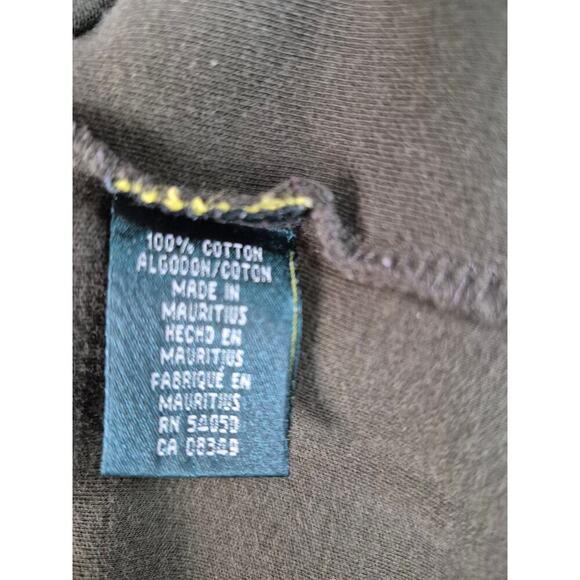 100% COTTON
ALGODON/COTON
MADE IN
MAURITIUS
HECHO EN
MAURITIUS
FABRIQUÉ EN
MAURITIUS
RN 54050
CA 08349